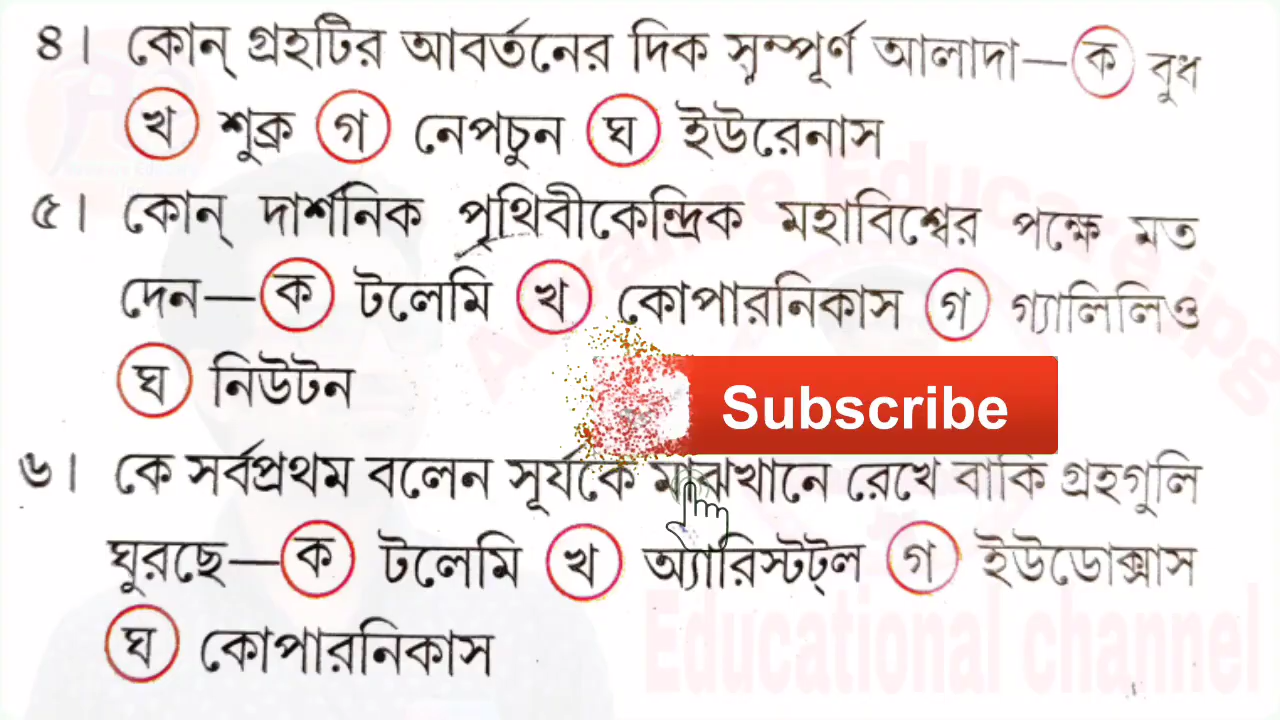 ৪। কোন্ গ্রহটির আবর্তনের দিক সম্পূর্ণ আলাদা— ক বুধ
খ শুক্র গ নেপচুন ঘ ইউরেনাস
৫। কোন্ দার্শনিক পৃথিবীকেন্দ্রিক মহাবিশ্বের পক্ষে মত
দেন— ক টলেমি খ কোপারনিকাস গ গ্যালিলিও
ঘ নিউটন
Subscribe
৬। কে সর্বপ্রথম বলেন সূর্যকে মাঝখানে রেখে বাকি গ্রহগুলি
ঘুরছে— ক টলেমি খ অ্যারিস্টট্ল গ ইউডোক্সাস
ঘ কোপারনিকাস
Educational channel